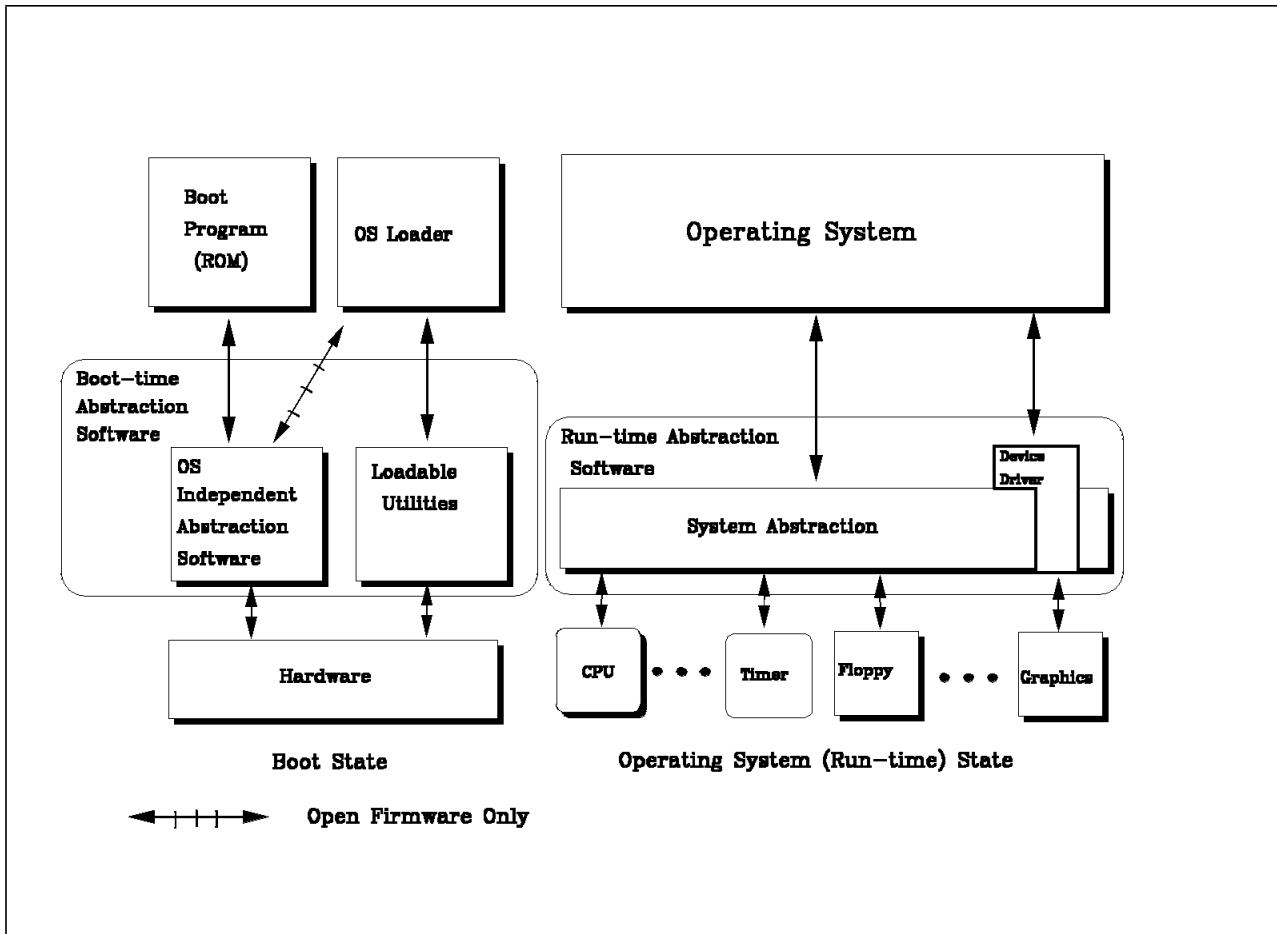 Boot
Program
(ROM)
OS Loader
Operating System
Boot-time
Abstraction
Software
OS
Independent
Abstraction
Software
Loadable
Utilities
Run-time Abstraction
Software
Device
Driver
System Abstraction
Hardware
CPU
Timer
Floppy
Graphics
Boot State
Operating System (Run-time) State
Open Firmware Only